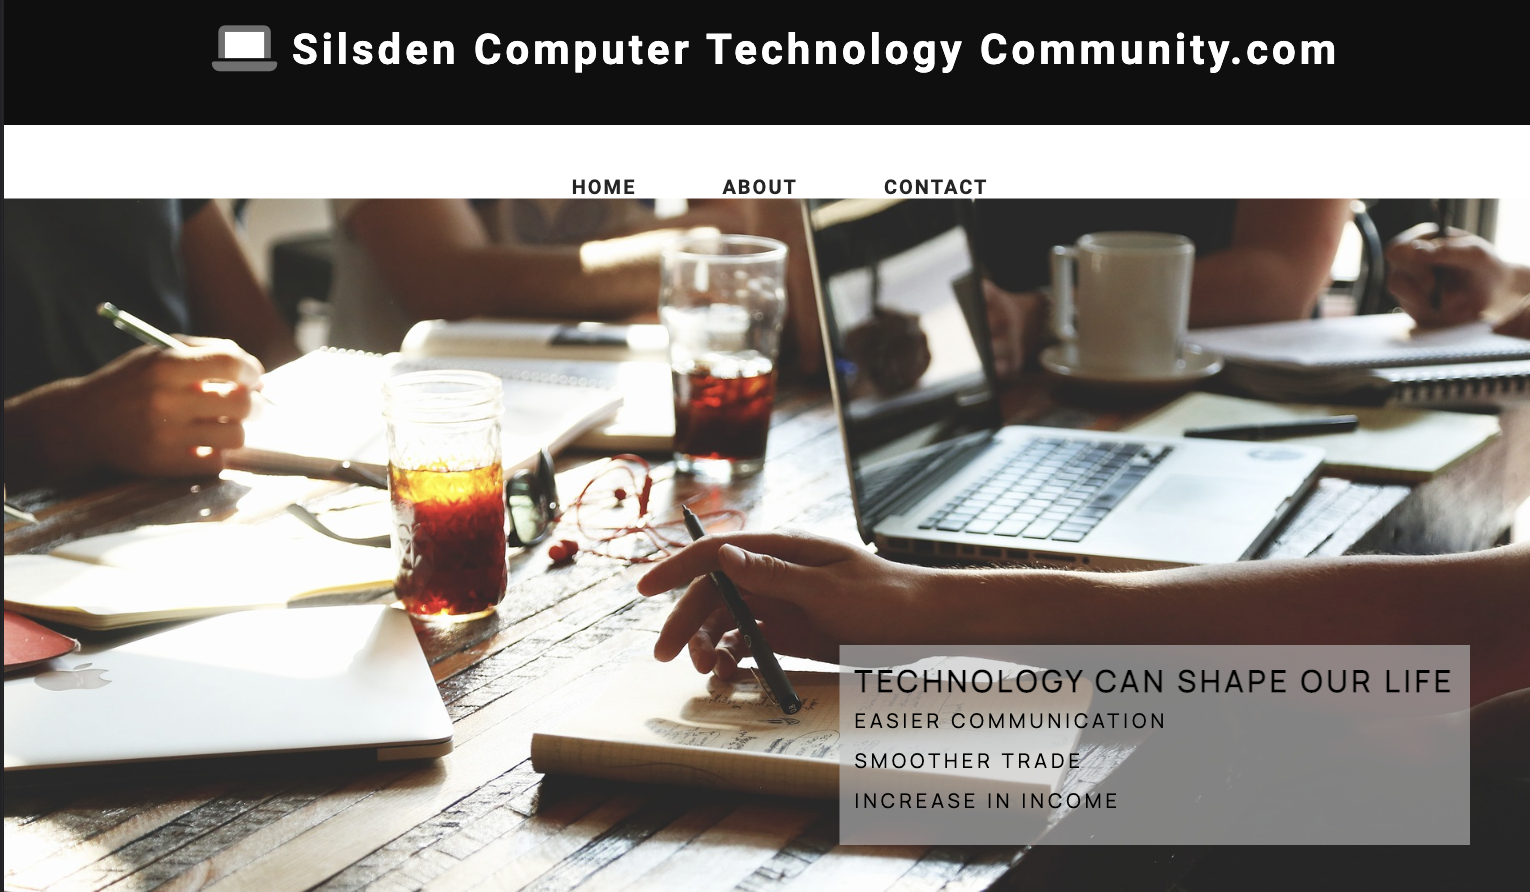 Silsden Computer Technology Community.com
HOME ABOUT CONTACT
TECHNOLOGY CAN SHAPE OUR LIFE
EASIER COMMUNICATION
SMOOTHER TRADE
INCREASE IN INCOME